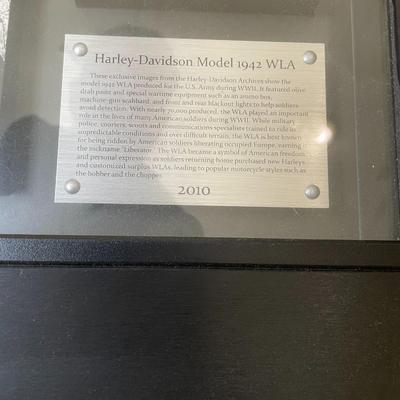 Harley-Davidson Model 1942 WLA
These exclusive images from the Harley-Davidson Archives show the
model 1942 WLA produced for the U.S. Army during WWII. It featured olive
drab paint and special wartime equipment such as an ammo box,
machine-gun scabbard, and front and rear blackout lights to help soldiers
avoid detection. With nearly 70,000 produced, the WLA played an important
role in the lives of many American soldiers during WWII. While military
police, couriers, scouts and communications specialists trained to ride in
unpredictable conditions and over difficult terrain, the WLA is best known
for being ridden by American soldiers liberating occupied Europe, earning
the nickname "Liberator." The WLA became a symbol of American freedom
and personal expression as soldiers returning home purchased new Harleys
and customized surplus WLAs, leading to popular motorcycle styles such as
the bobber and the chopper.
2010